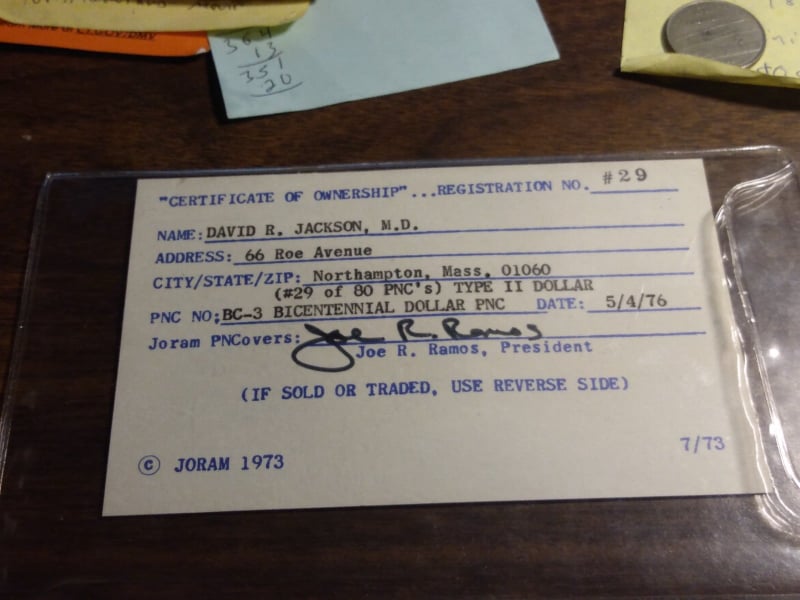 364
13
351
20
"CERTIFICATE OF OWNERSHIP"...REGISTRATION NO. #29
NAME: DAVID R. JACKSON, M.D.
ADDRESS: 66 Roe Avenue
CITY/STATE/ZIP: Northampton, Mass. 01060
(#29 of 80 PNC's) TYPE II DOLLAR
PNC NO; BC-3 BICENTENNIAL DOLLAR PNC DATE: 5/4/76
Joram PNCovers: Joe R. Ramos
Joe R. Ramos, President
(IF SOLD OR TRADED, USE REVERSE SIDE)
© JORAM 1973
7/73